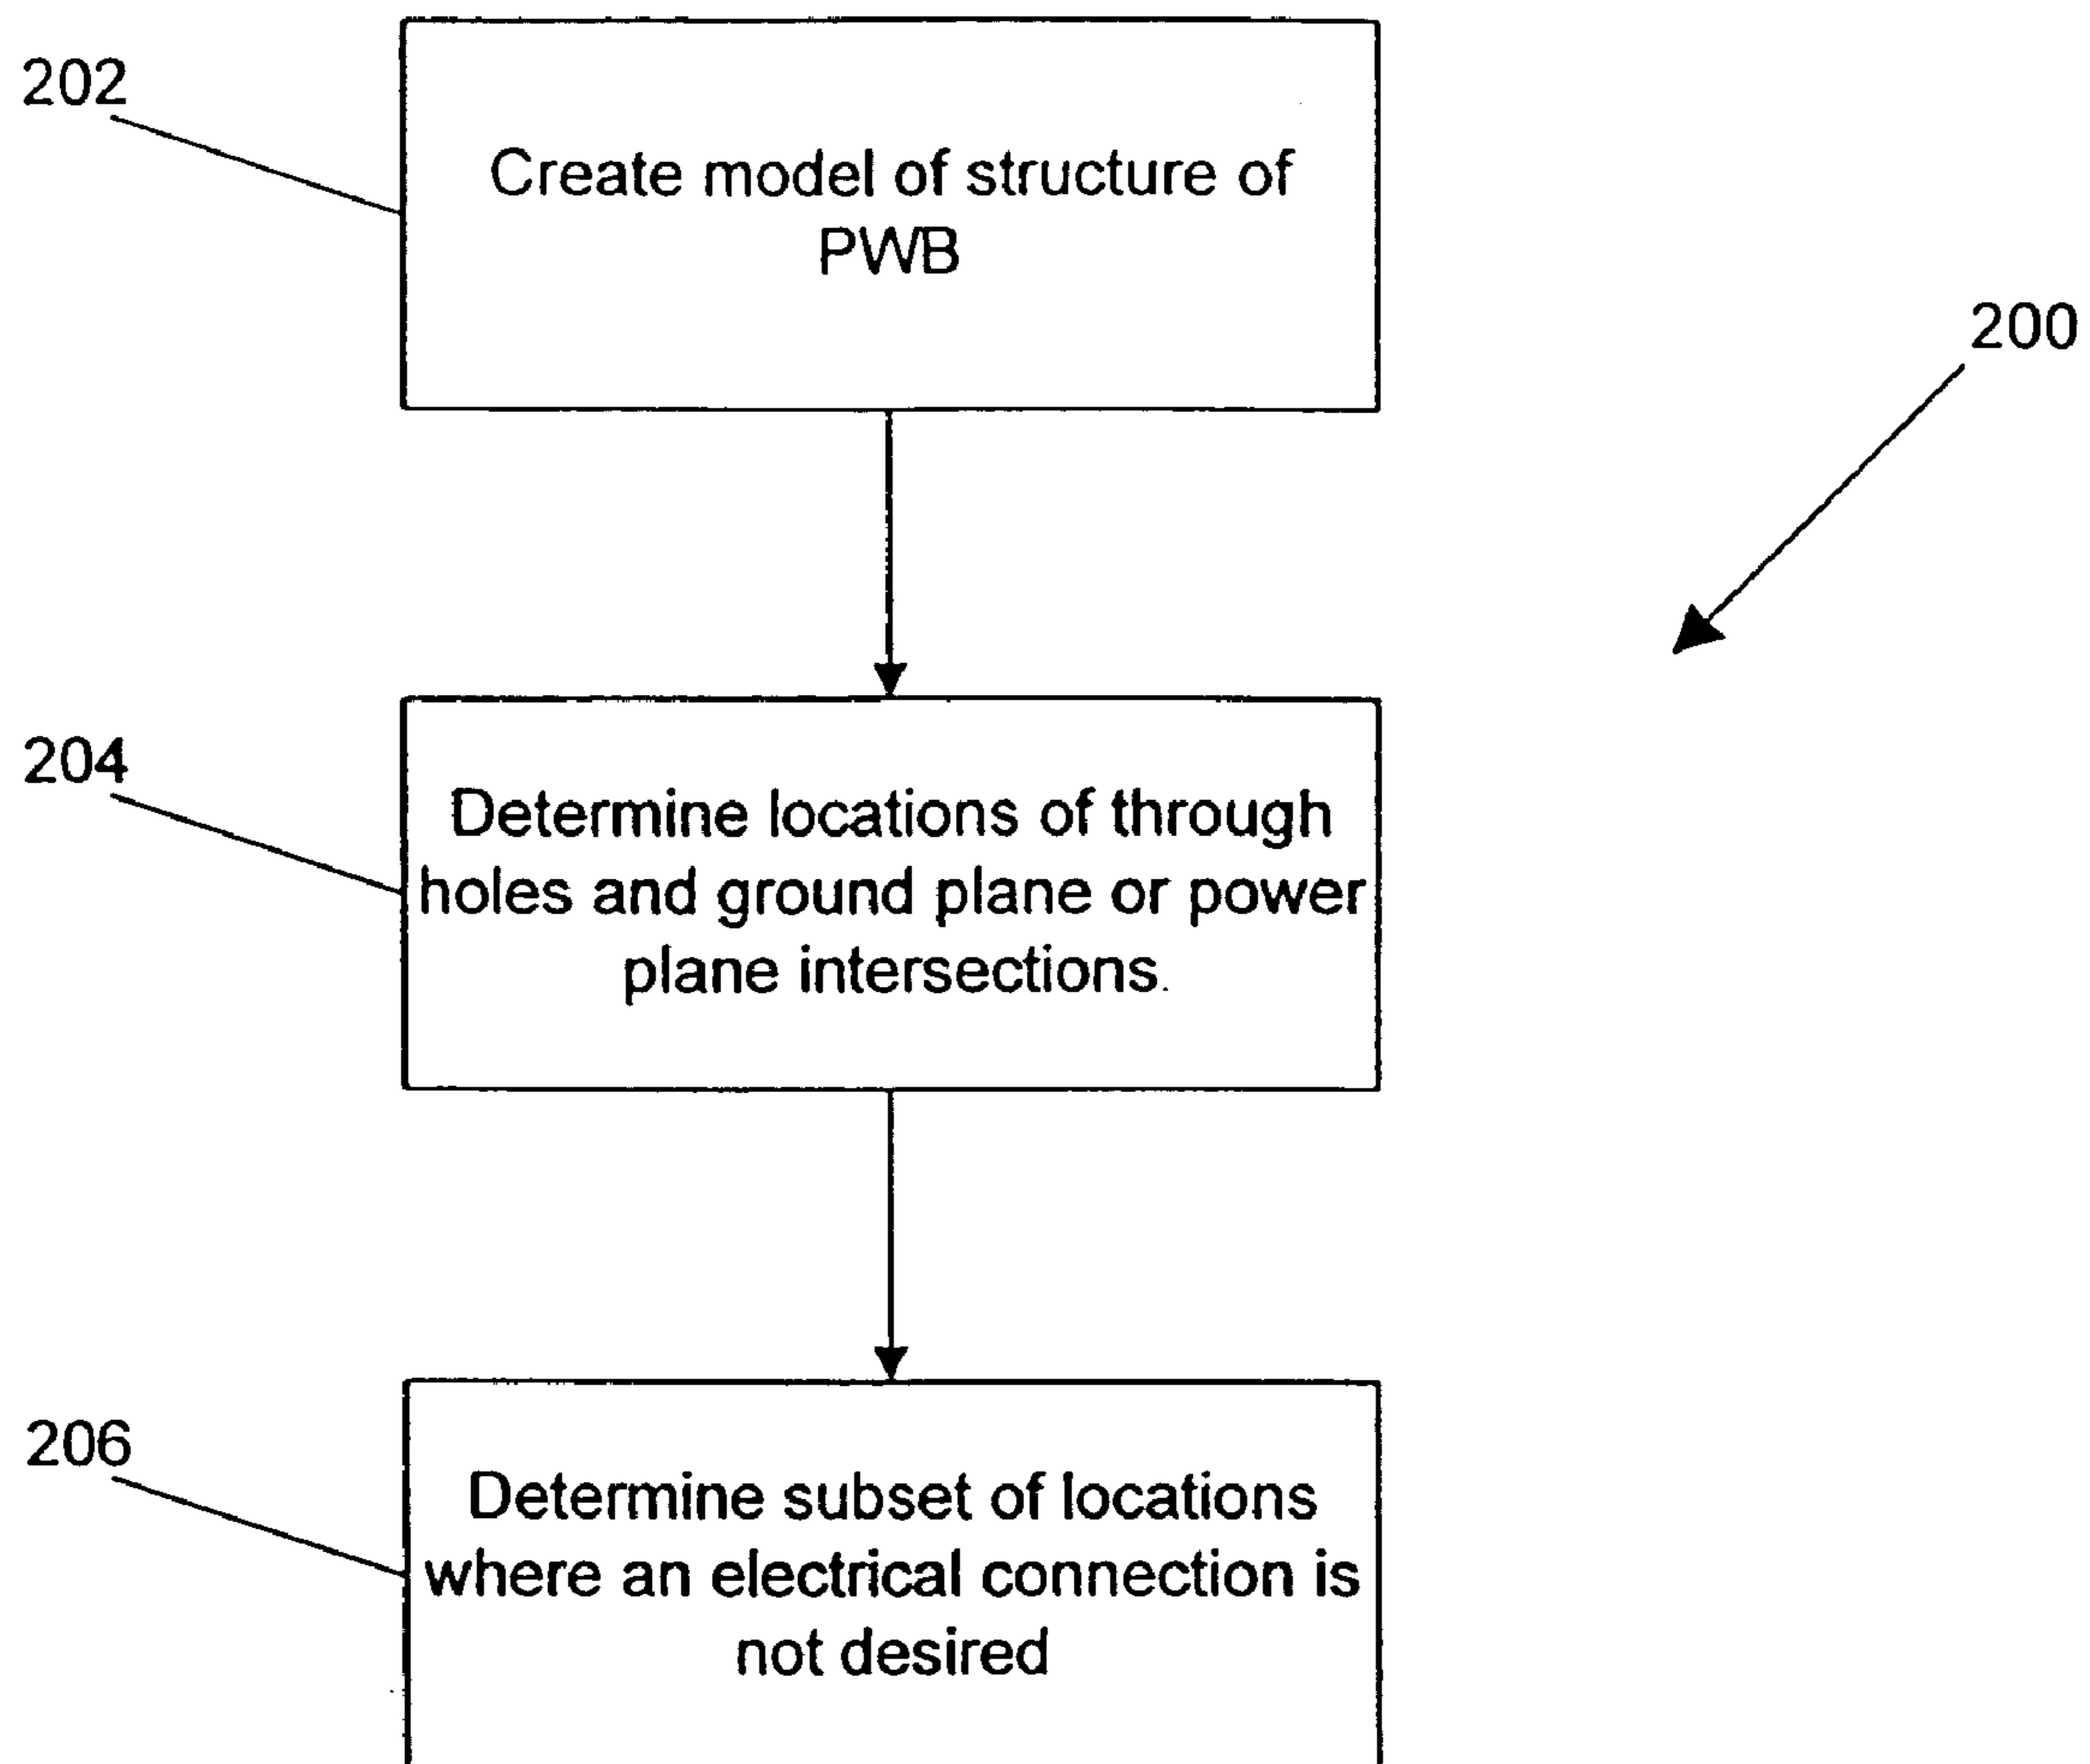 202
Create model of structure of
PWB
200
204
Determine locations of through
holes and ground plane or power
plane intersections.
206
Determine subset of locations
where an electrical connection is
not desired